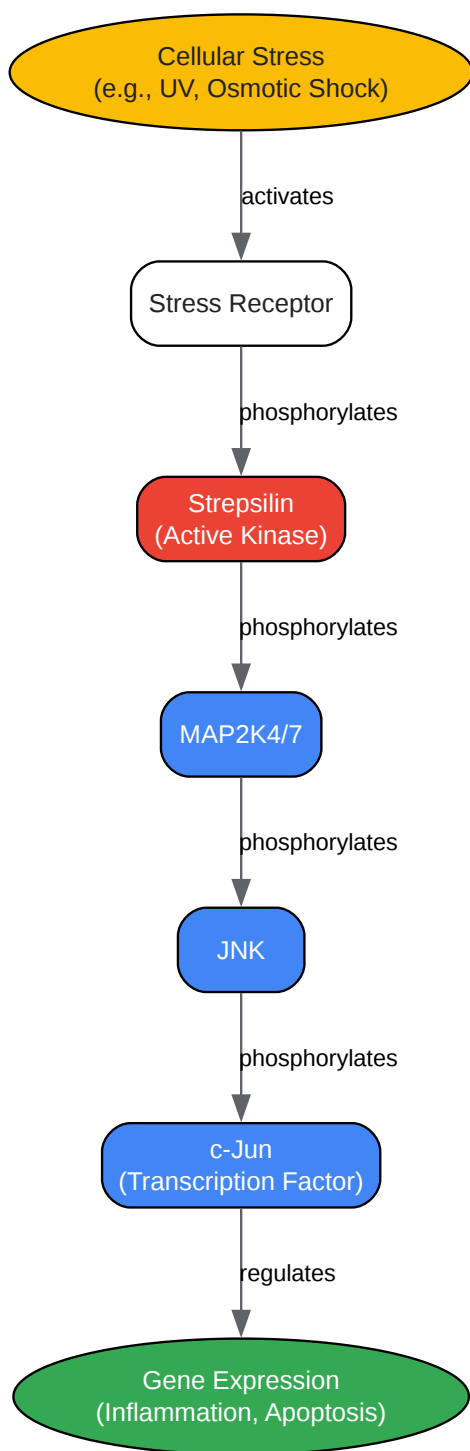 Cellular Stress
(e.g., UV, Osmotic Shock)
activates
Stress Receptor
phosphorylates
Strepsilin
(Active Kinase)
phosphorylates
MAP2K4/7
phosphorylates
JNK
phosphorylates
c-Jun
(Transcription Factor)
regulates
Gene Expression
(Inflammation, Apoptosis)